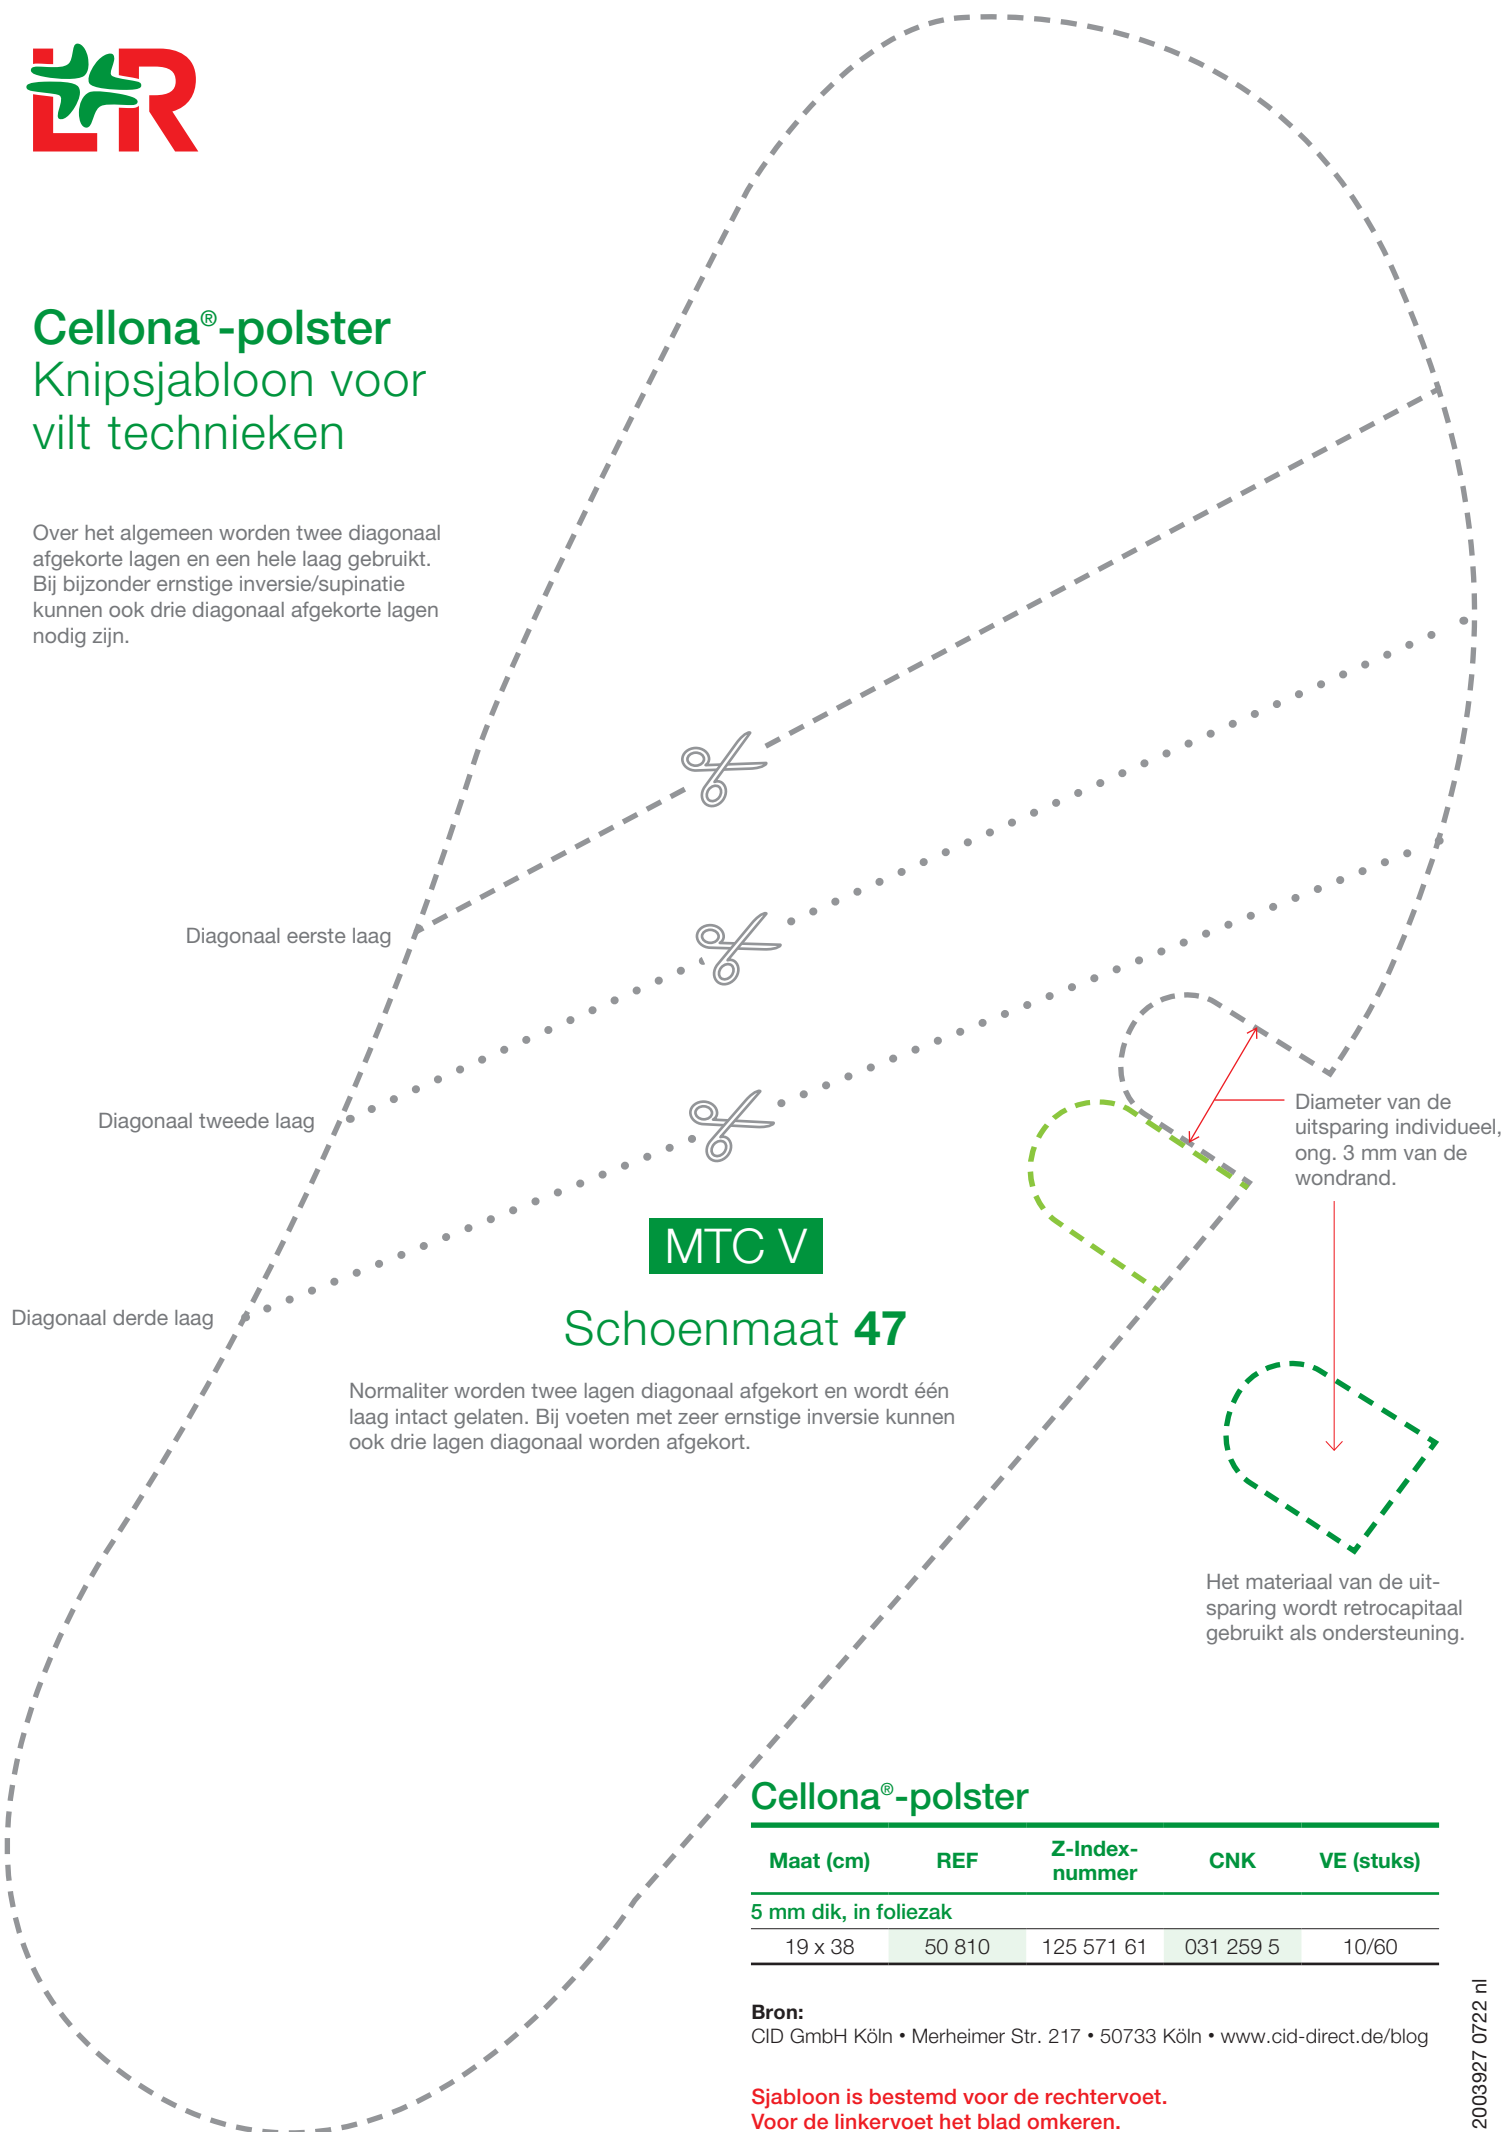 L&R
Cellona®-polster
Knipsjabloon voor
vilt technieken
Over het algemeen worden twee diagonaal
afgekorte lagen en een hele laag gebruikt.
Bij bijzonder ernstige inversie/supinatie
kunnen ook drie diagonaal afgekorte lagen
nodig zijn.
Diagonaal eerste laag
Diagonaal tweede laag
Diagonaal derde laag
Diameter van de
uitsparing individueel,
ong. 3 mm van de
wondrand.
MTC V
Schoenmaat 47
Normaliter worden twee lagen diagonaal afgekort en wordt één
laag intact gelaten. Bij voeten met zeer ernstige inversie kunnen
ook drie lagen diagonaal worden afgekort.
Het materiaal van de uit-
sparing wordt retrocapitaal
gebruikt als ondersteuning.
Cellona®-polster
Maat (cm) REF Z-Index- CNK VE (stuks)
nummer
5 mm dik, in foliezak
19 x 38 50 810 125 571 61 031 259 5 10/60
Bron:
CID GmbH Köln • Merheimer Str. 217 • 50733 Köln • www.cid-direct.de/blog
Sjabloon is bestemd voor de rechtervoet.
Voor de linkervoet het blad omkeren.
2003927 0722 nl